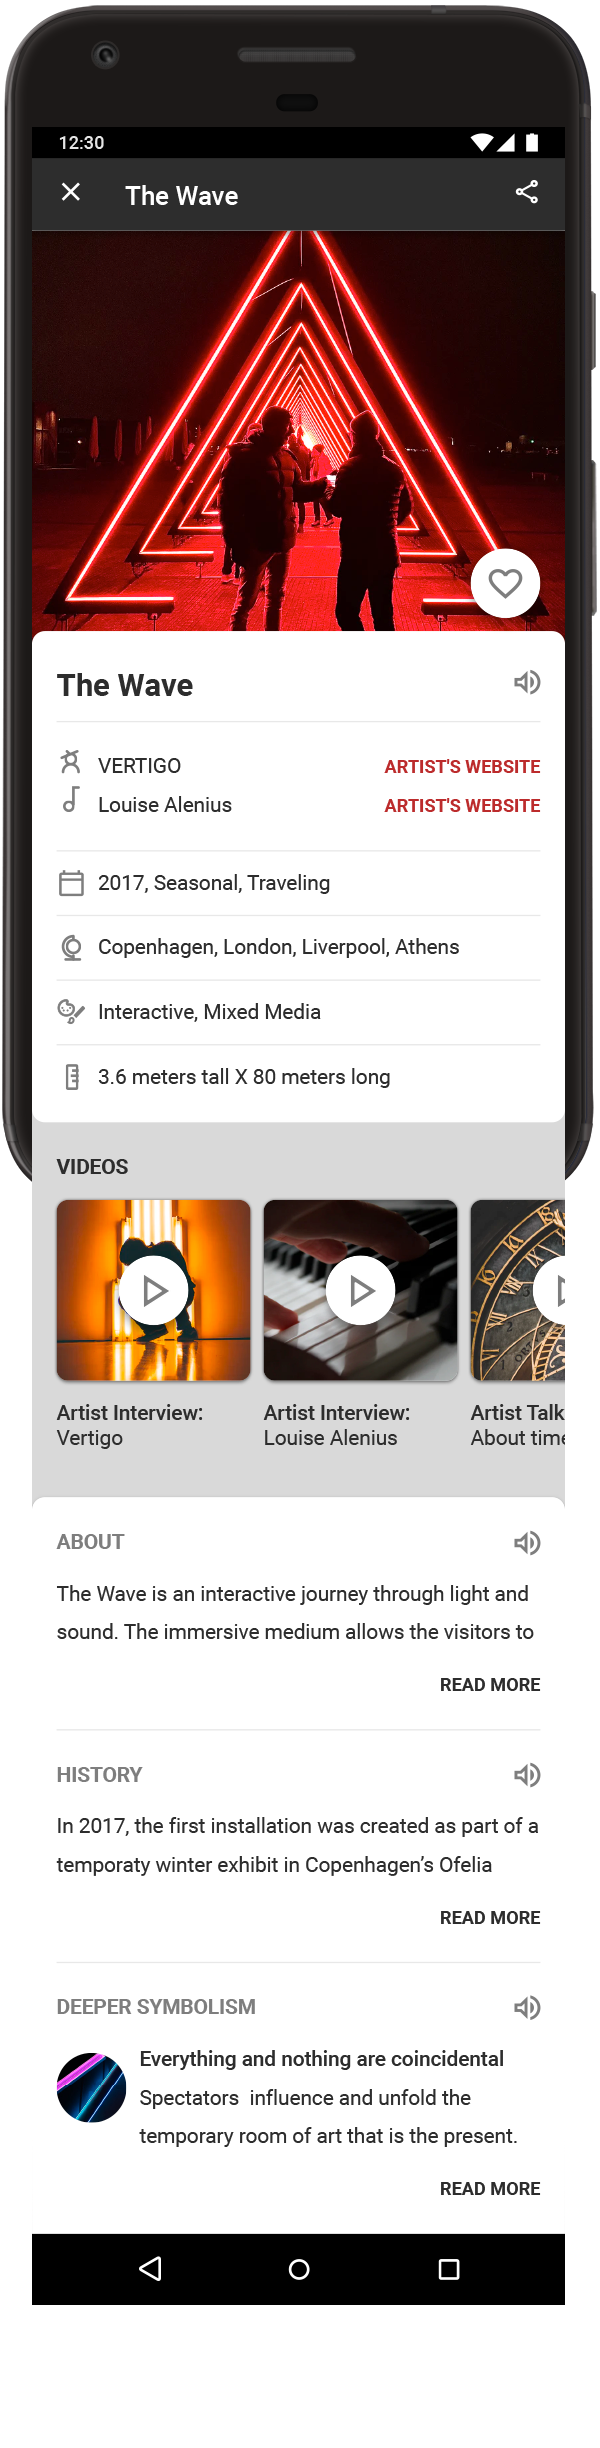 12:30
The Wave
The Wave
VERTIGO
ARTIST'S WEBSITE
Louise Alenius
ARTIST'S WEBSITE
2017, Seasonal, Traveling
Copenhagen, London, Liverpool, Athens
Interactive, Mixed Media
3.6 meters tall X 80 meters long
VIDEOS
Artist Interview:
Vertigo
Artist Interview:
Louise Alenius
Artist Talk
About time
ABOUT
The Wave is an interactive journey through light and
sound. The immersive medium allows the visitors to
READ MORE
HISTORY
In 2017, the first installation was created as part of a
temporaty winter exhibit in Copenhagen’s Ofelia
READ MORE
DEEPER SYMBOLISM
Everything and nothing are coincidental
Spectators  influence and unfold the
temporary room of art that is the present.
READ MORE